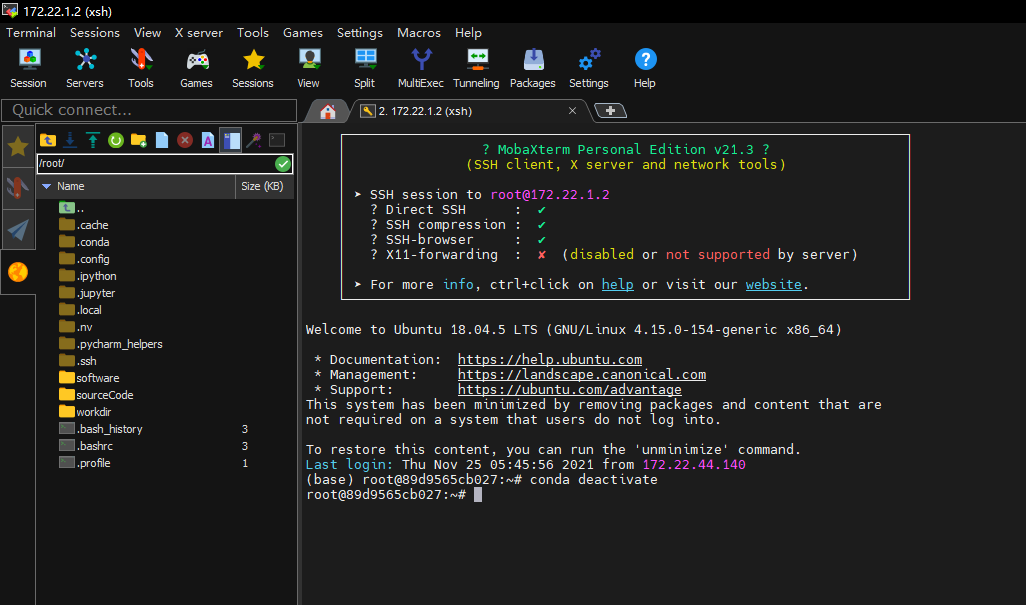 172.22.1.2 (xsh)
Terminal Sessions View X server Tools Games Settings Macros Help
Session Servers Tools Games Sessions View Split MultiExec Tunneling Packages Settings Help
Quick connect...
2. 172.22.1.2 (xsh)
/root/
Name Size (KB)
..
.cache
.conda
.config
.ipython
.jupyter
.local
.nv
.pycharm_helpers
.ssh
software
sourceCode
workdir
.bash_history 3
.bashrc 3
.profile 1
? MobaXterm Personal Edition v21.3 ?
(SSH client, X server and network tools)
➤ SSH session to root@172.22.1.2
? Direct SSH : ✔
? SSH compression : ✔
? SSH-browser : ✔
? X11-forwarding : ✘ (disabled or not supported by server)
➤ For more info, ctrl+click on help or visit our website.
Welcome to Ubuntu 18.04.5 LTS (GNU/Linux 4.15.0-154-generic x86_64)
* Documentation: https://help.ubuntu.com
* Management: https://landscape.canonical.com
* Support: https://ubuntu.com/advantage
This system has been minimized by removing packages and content that are
not required on a system that users do not log into.
To restore this content, you can run the 'unminimize' command.
Last login: Thu Nov 25 05:45:56 2021 from 172.22.44.140
(base) root@89d9565cb027:~# conda deactivate
root@89d9565cb027:~#